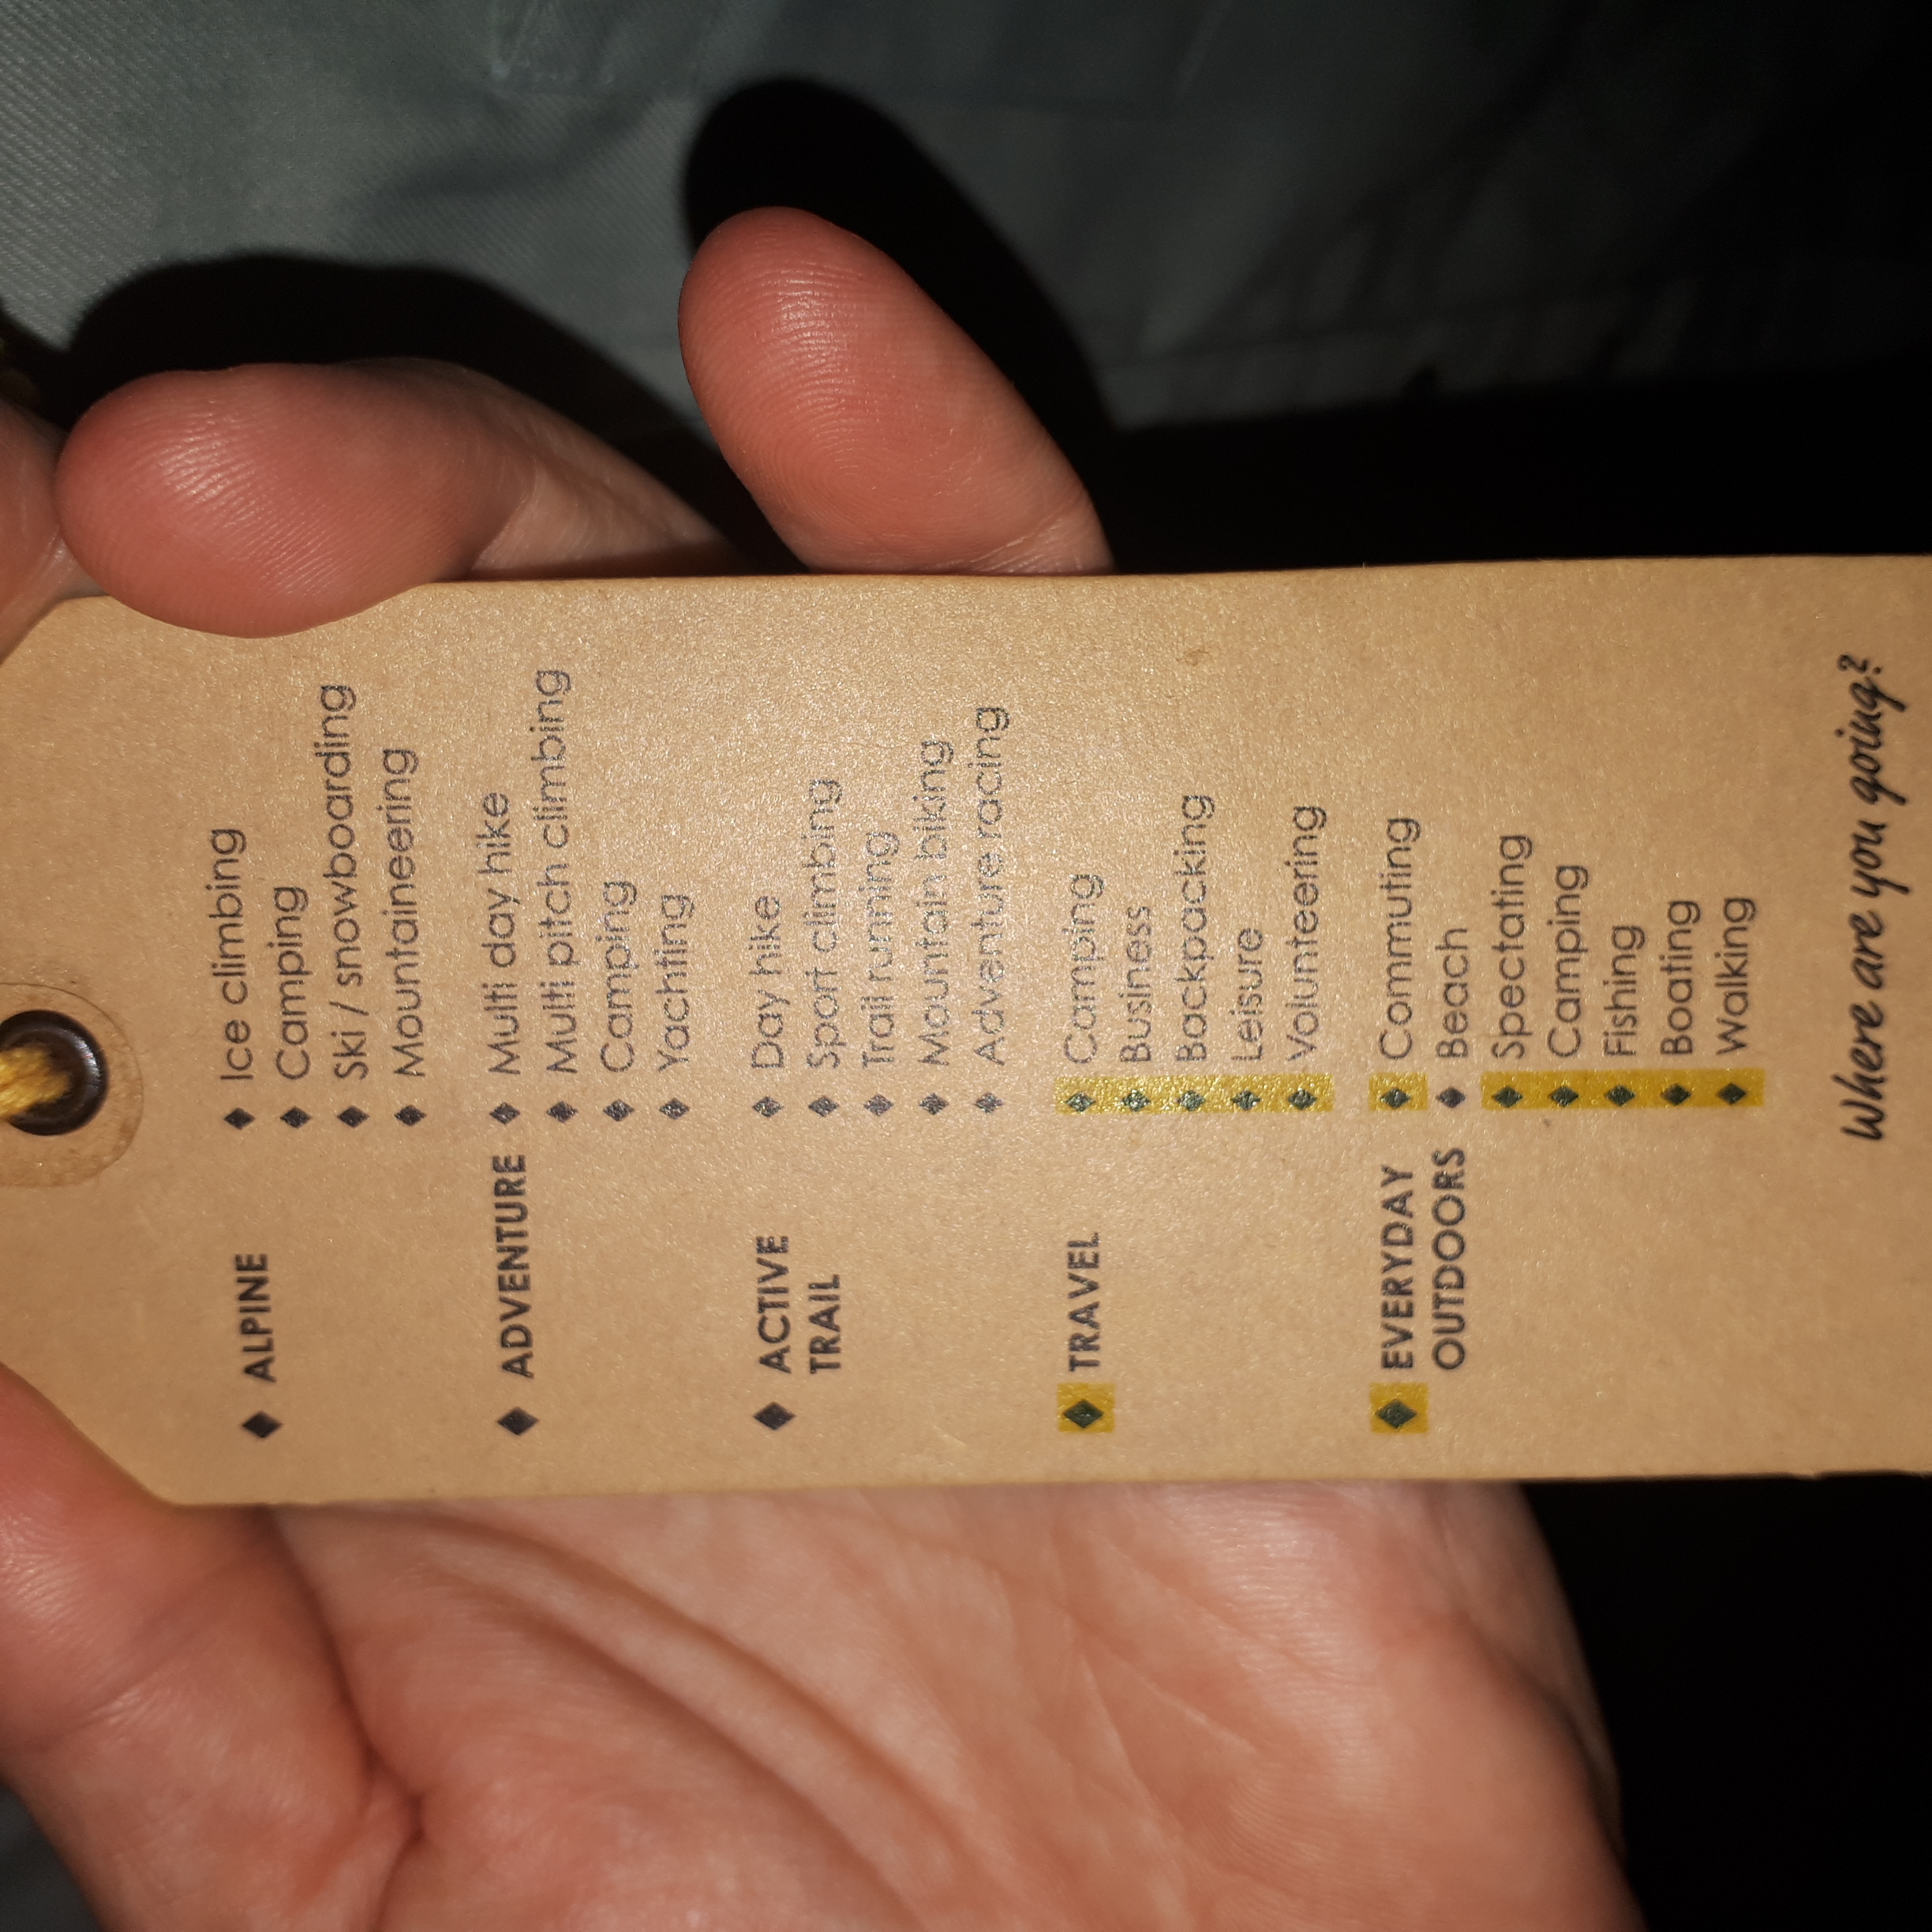 ALPINE
Ice climbing
Camping
Ski / snowboarding
Mountaineering
ADVENTURE
Multi day hike
Multi pitch climbing
Camping
Yachting
ACTIVE
TRAIL
Day hike
Sport climbing
Trail running
Mountain biking
Adventure racing
TRAVEL
Camping
Business
Backpacking
Leisure
Volunteering
EVERYDAY
OUTDOORS
Commuting
Beach
Spectating
Camping
Fishing
Boating
Walking
Where are you going?